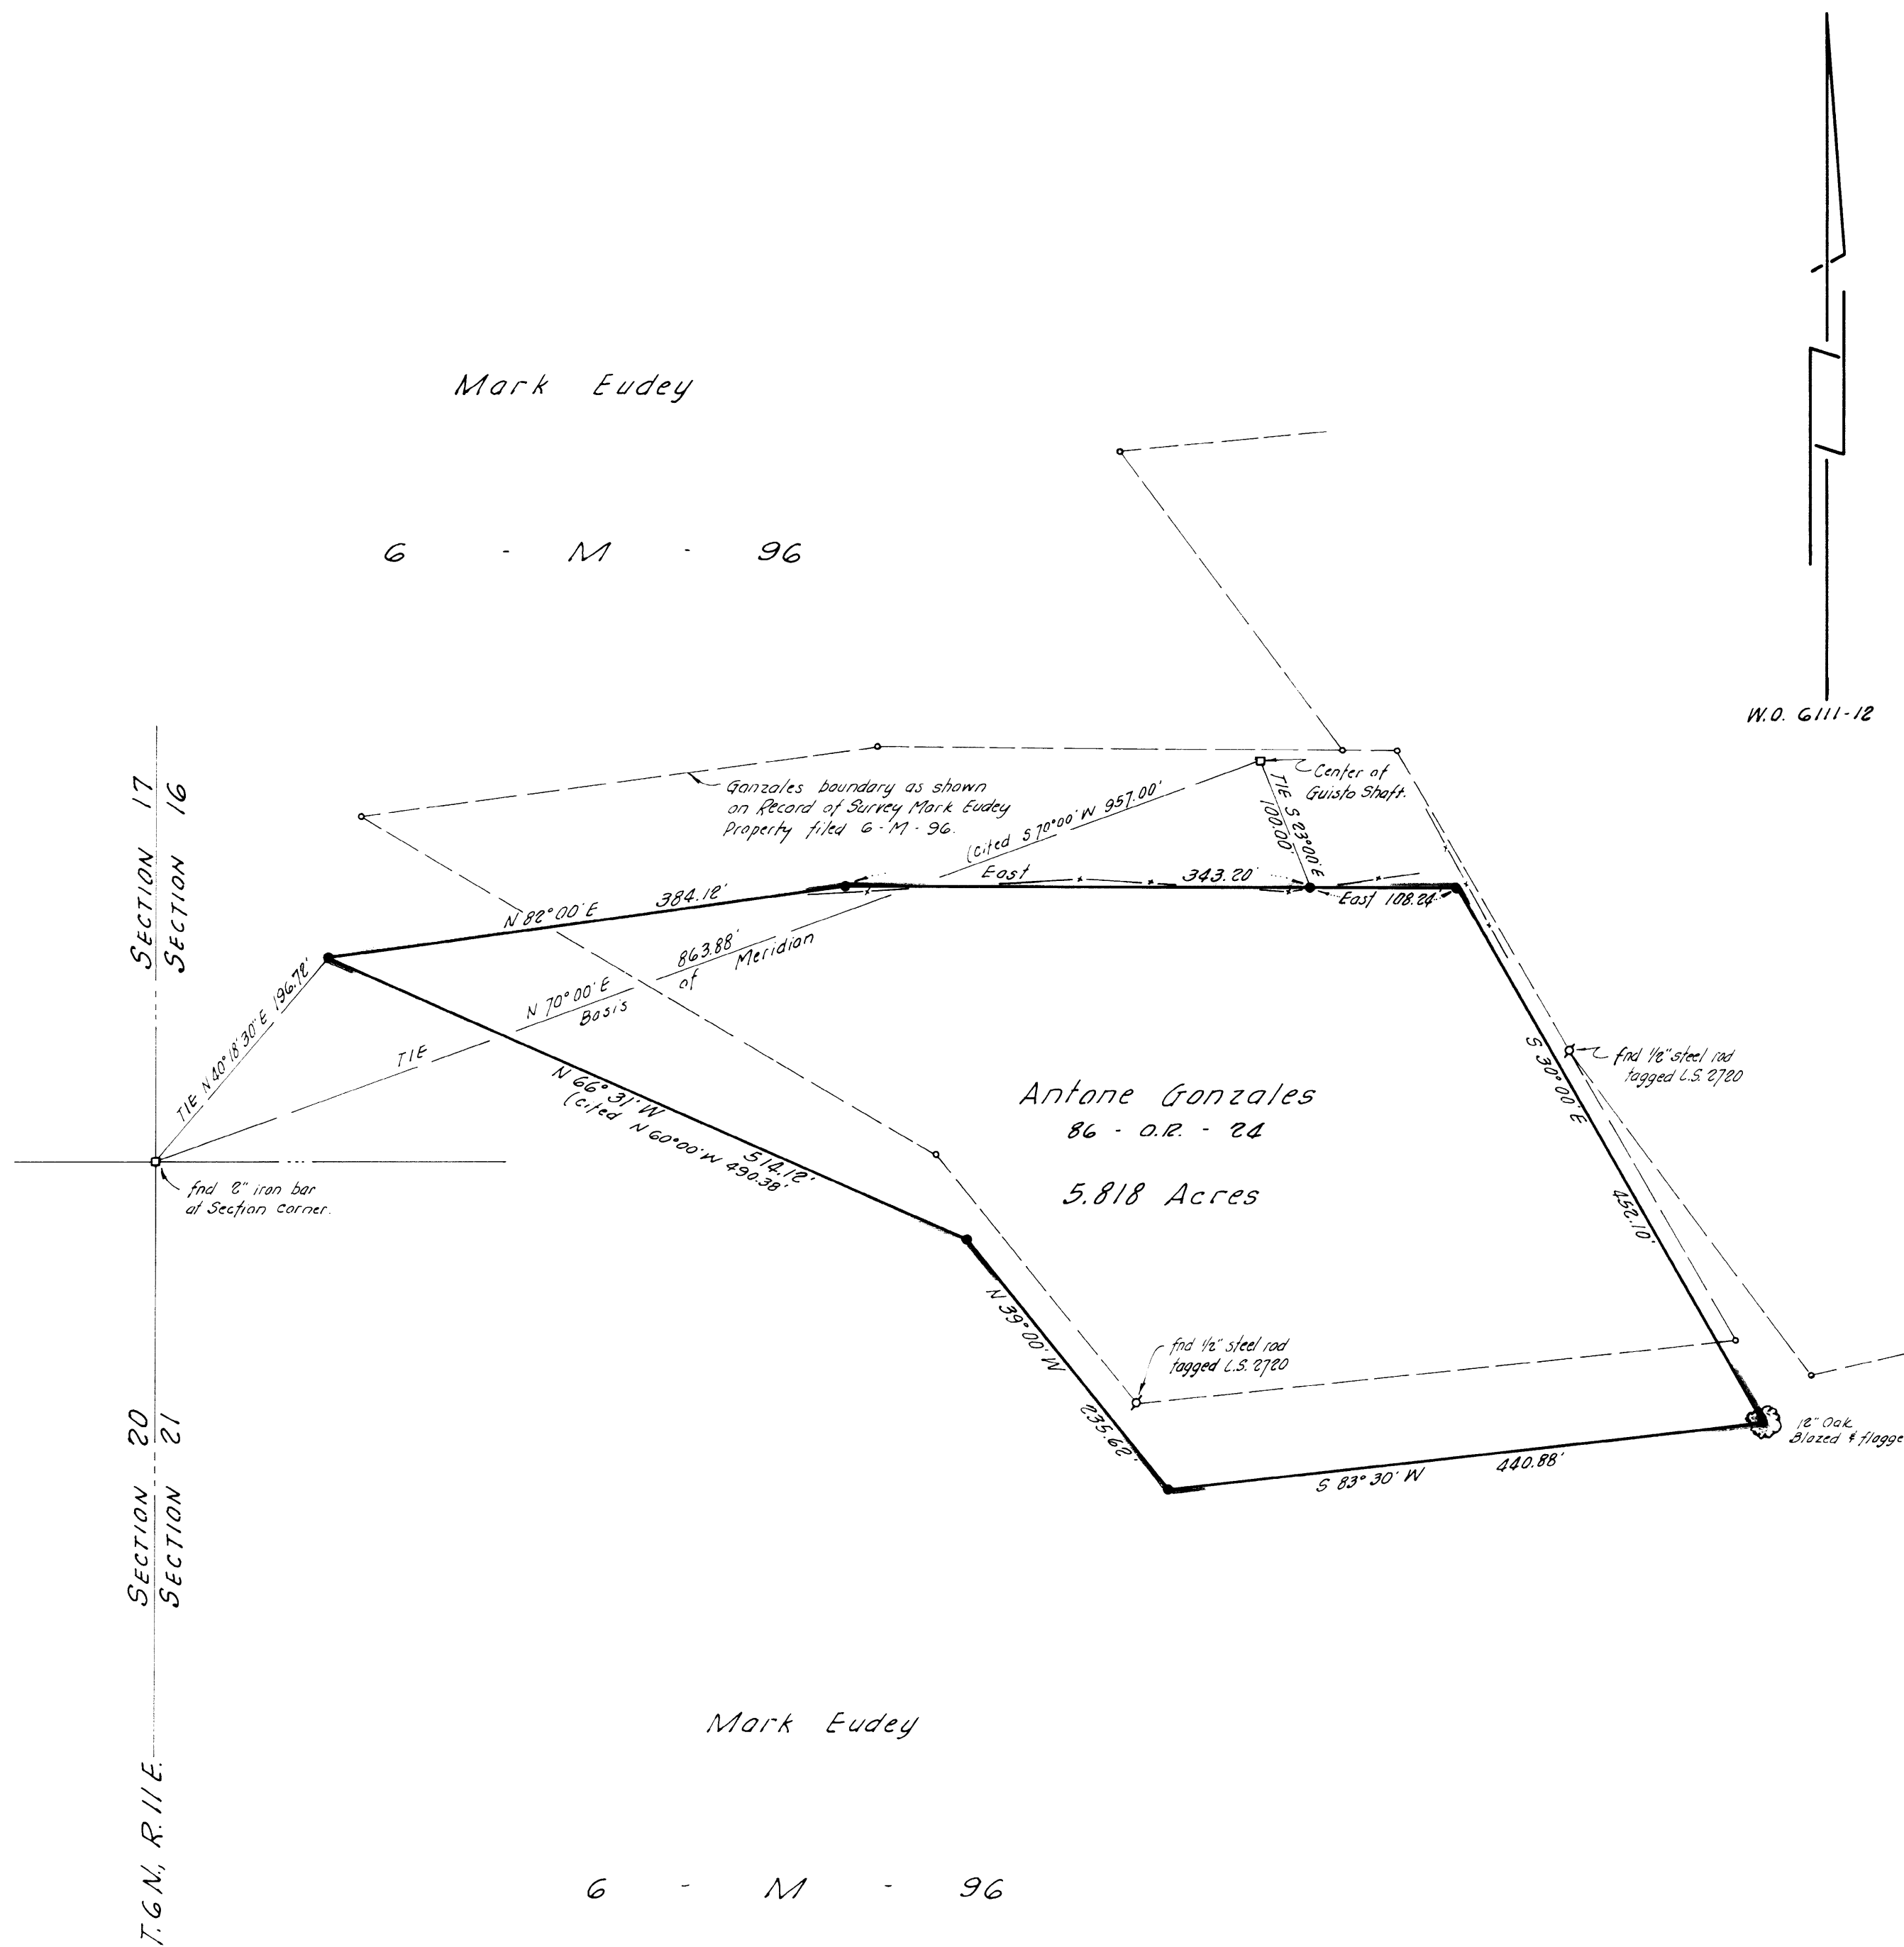 Mark Eudey
6 - M - 96
W.O. 6111-12
SECTION 17
SECTION 16
Gonzales boundary as shown
on Record of Survey Mark Eudey
Property filed 6-M-96.
Center of
Guisto Shaft.
TIE S 23°00' E
100.00'
(cited S 70°00' W 957.00'
East 343.20'
East 108.24'
N 82°00' E 384.12'
TIE N 40°18'30" E 196.72'
TIE N 70°00' E 863.88'
Basis of Meridian
N 66°31' W 514.12'
(cited N 60°00' W 490.38'
fnd 2" iron bar
at Section corner.
S 30°00' E 452.10'
fnd 1/2" steel rod
tagged L.S. 2720
Antone Gonzales
86 - O.R. - 24
5.818 Acres
N 39°00' W 235.62'
fnd 1/2" steel rod
tagged L.S. 2720
12" Oak
Blazed & flagge
S 83°30' W 440.88'
SECTION 20
SECTION 21
Mark Eudey
T.6N., R.11E.
6 - M - 96